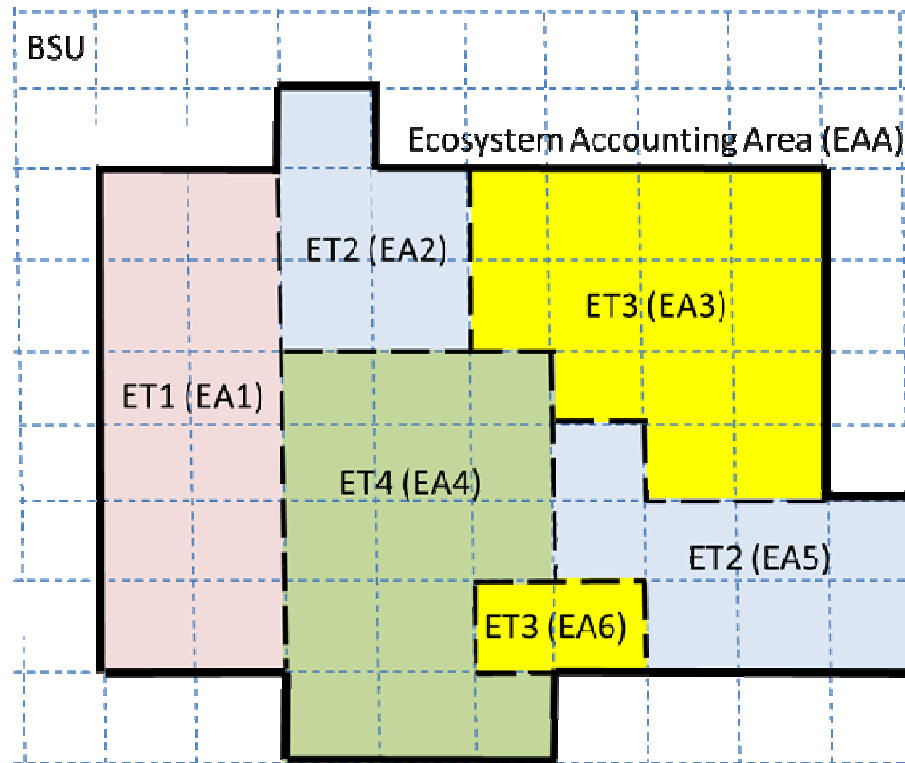 BSU
Ecosystem Accounting Area (EAA)
ET2 (EA2)
ET3 (EA3)
ET1 (EA1)
ET4 (EA4)
ET2 (EA5)
ET3 (EA6)